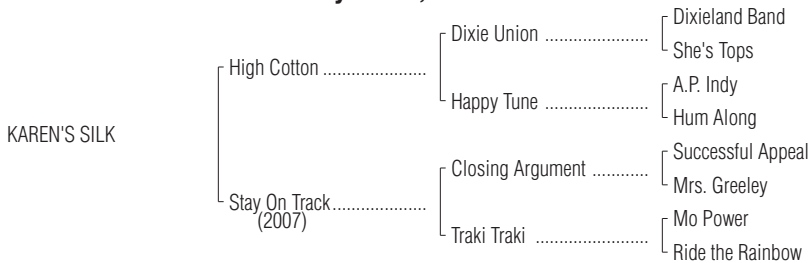 Dixieland Band
Dixie Union ......................
She's Tops
High Cotton ......................
A.P. Indy
Happy Tune ......................
Hum Along
KAREN'S SILK
Successful Appeal
Closing Argument ............
Mrs. Greeley
Stay On Track....................
(2007)
Mo Power
Traki Traki ........................
Ride the Rainbow